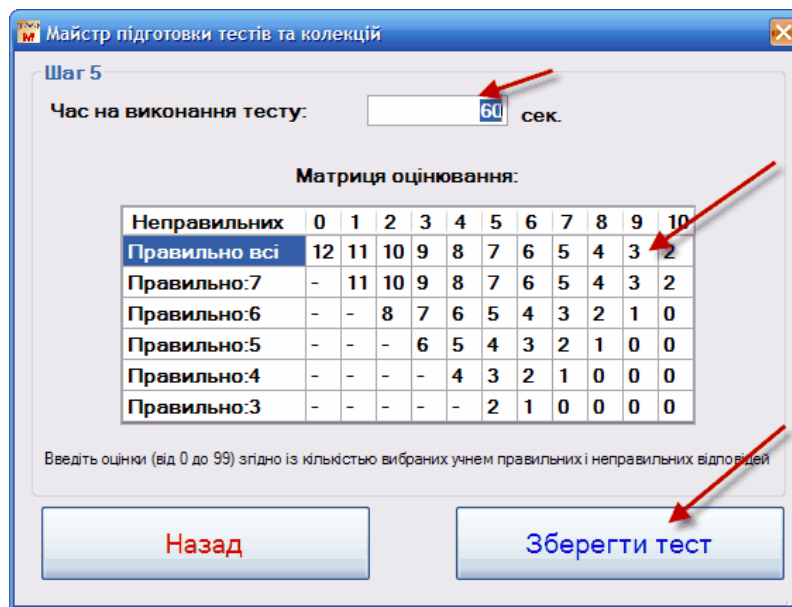 Майстр підготовки тестів та колекцій
Шаг 5
Час на виконання тесту: 60 сек.
Матриця оцінювання:
Неправильних 0 1 2 3 4 5 6 7 8 9 10
Правильно всі 12 11 10 9 8 7 6 5 4 3 2
Правильно:7 - 11 10 9 8 7 6 5 4 3 2
Правильно:6 - - 8 7 6 5 4 3 2 1 0
Правильно:5 - - - 6 5 4 3 2 1 0 0
Правильно:4 - - - - 4 3 2 1 0 0 0
Правильно:3 - - - - - 2 1 0 0 0 0
Введіть оцінки (від 0 до 99) згідно із кількістью вибраних учнем правильних і неправильних відповідей
Назад Зберегти тест